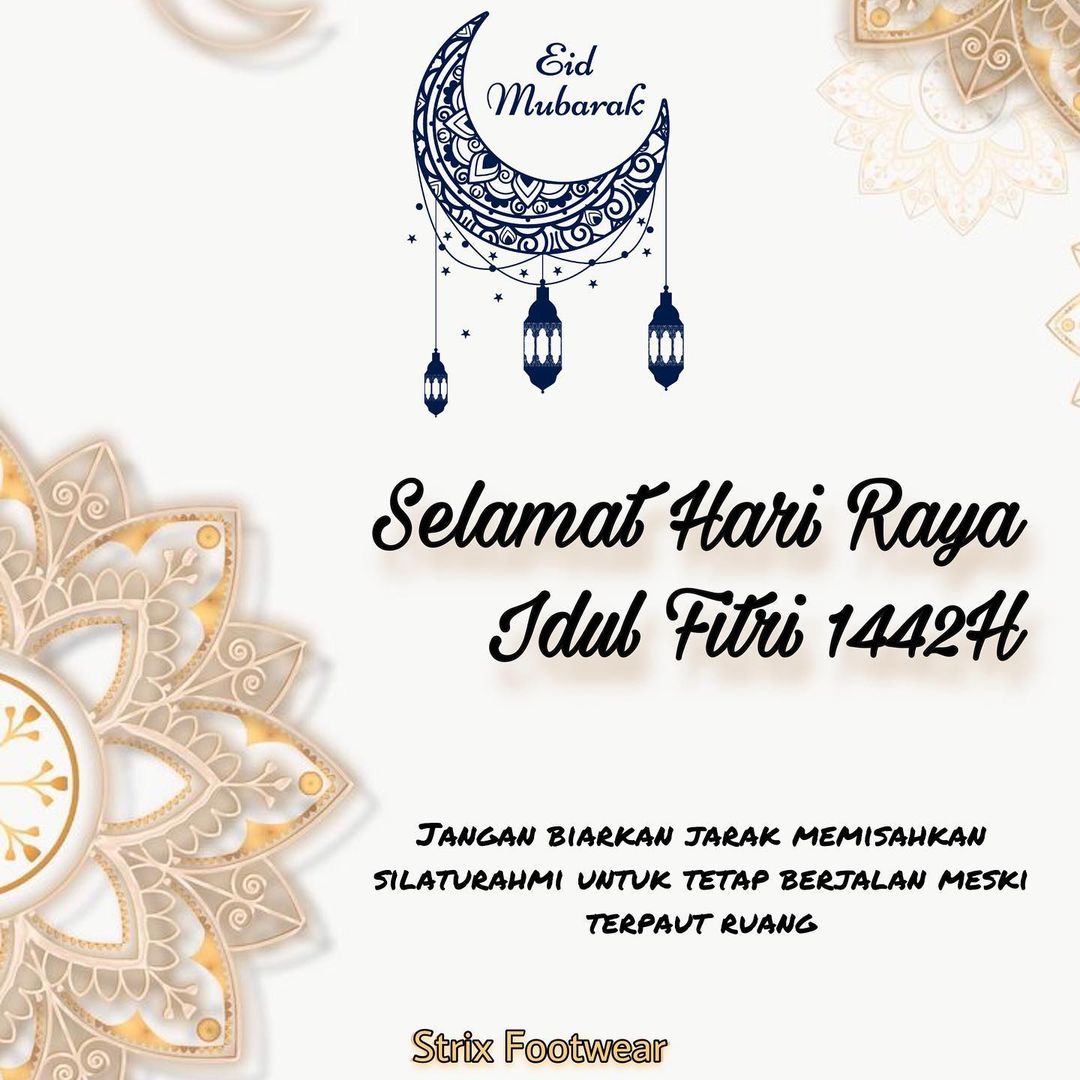 Eid
Mubarak
Selamat Hari Raya
Idul Fitri 1442H
JANGAN BIARKAN JARAK MEMISAHKAN
SILATURAHMI UNTUK TETAP BERJALAN MESKI
TERPAUT RUANG
Strix Footwear